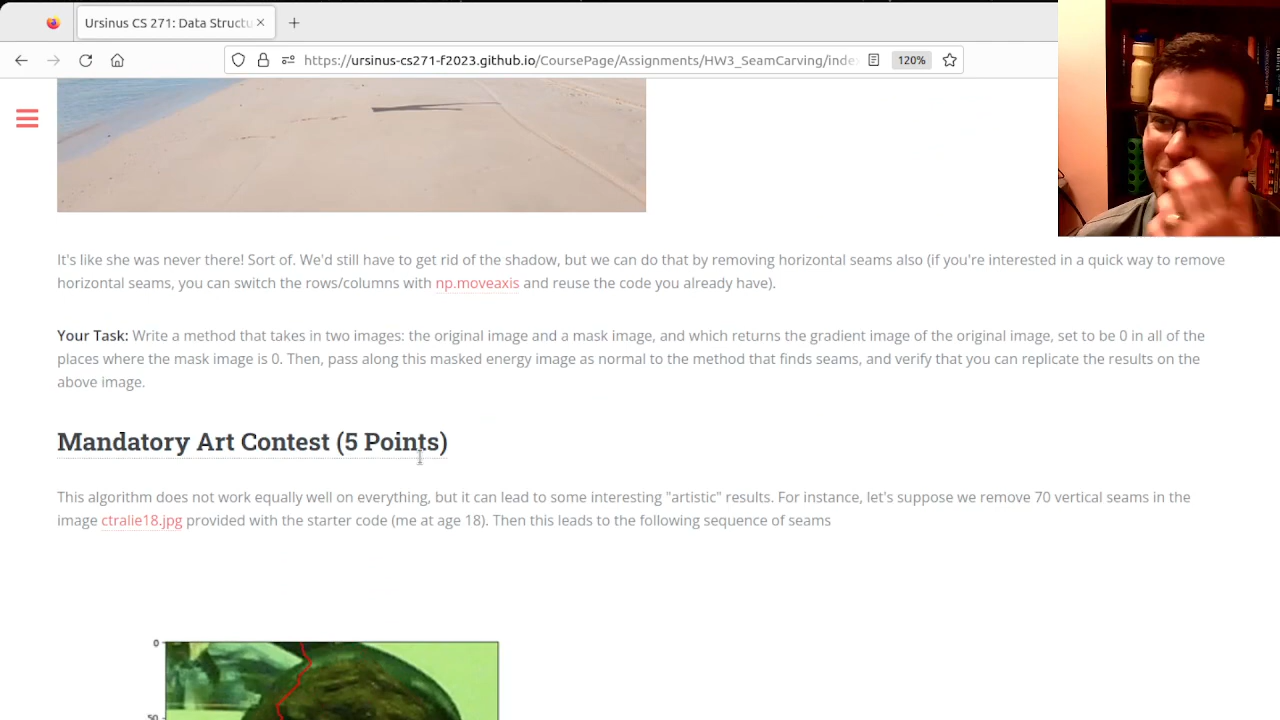 Ursinus CS 271: Data Structu
https://ursinus-cs271-f2023.github.io/CoursePage/Assignments/HW3_SeamCarving/inde
120%
It's like she was never there! Sort of. We'd still have to get rid of the shadow, but we can do that by removing horizontal seams also (if you're interested in a quick way to remove
horizontal seams, you can switch the rows/columns with np.moveaxis and reuse the code you already have).
Your Task: Write a method that takes in two images: the original image and a mask image, and which returns the gradient image of the original image, set to be 0 in all of the
places where the mask image is 0. Then, pass along this masked energy image as normal to the method that finds seams, and verify that you can replicate the results on the
above image.
Mandatory Art Contest (5 Points)
This algorithm does not work equally well on everything, but it can lead to some interesting "artistic" results. For instance, let's suppose we remove 70 vertical seams in the
image ctralie18.jpg provided with the starter code (me at age 18). Then this leads to the following sequence of seams
0
50